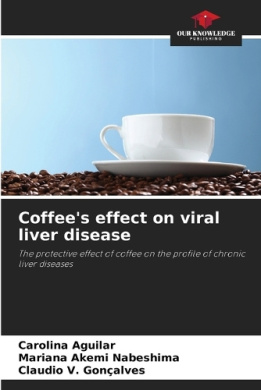 OUR KNOWLEDGE
PUBLISHING
Coffee's effect on viral
liver disease
The protective effect of coffee on the profile of chronic
liver diseases
Carolina Aguilar
Mariana Akemi Nabeshima
Claudio V. Gonçalves